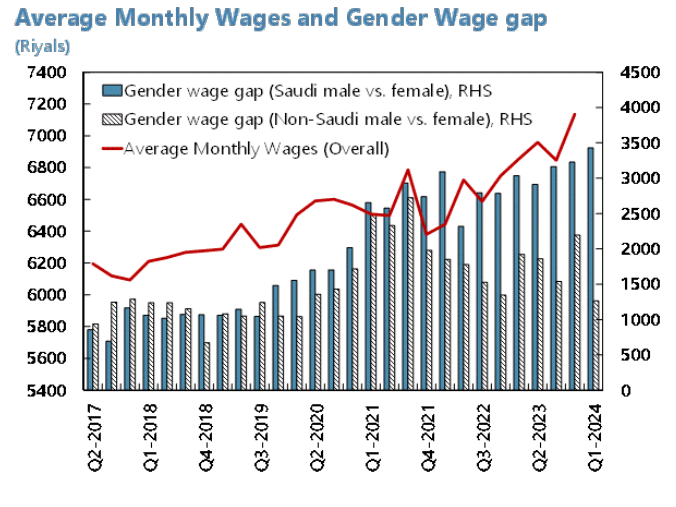 Average Monthly Wages and Gender Wage gap
(Riyals)
7400
7200
7000
6800
6600
6400
6200
6000
5800
5600
5400
Gender wage gap (Saudi male vs. female), RHS
Gender wage gap (Non-Saudi male vs. female), RHS
Average Monthly Wages (Overall)
4500
4000
3500
3000
2500
2000
1500
1000
500
0
Q2-2017
Q1-2018
Q4-2018
Q3-2019
Q2-2020
Q1-2021
Q4-2021
Q3-2022
Q2-2023
Q1-2024